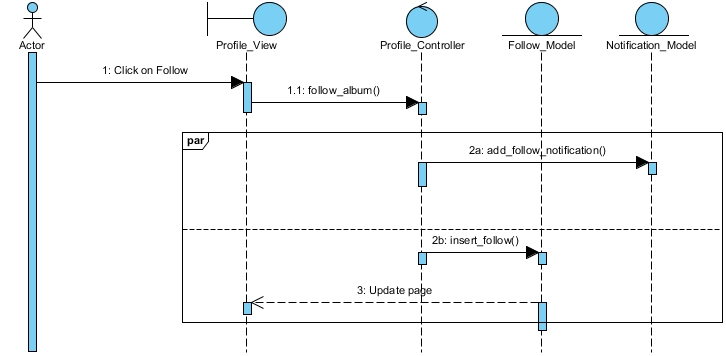 Actor
Profile_View
Profile_Controller
Follow_Model
Notification_Model
1: Click on Follow
1.1: follow_album()
par
2a: add_follow_notification()
2b: insert_follow()
3: Update page